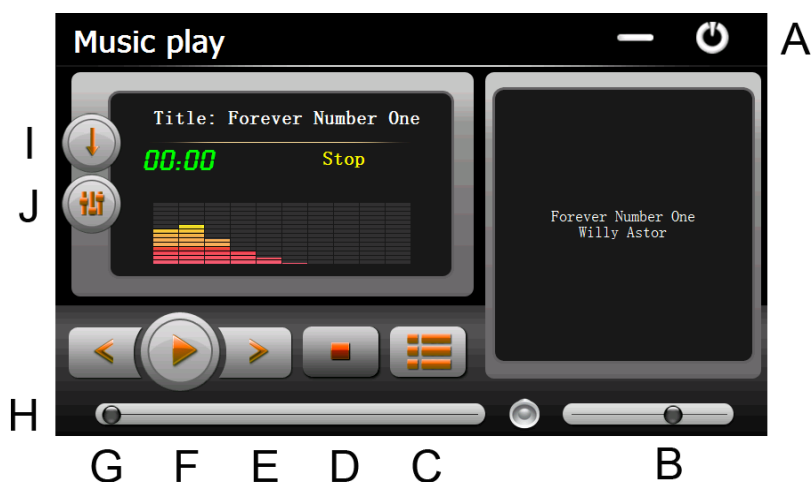 Music play
A
Title: Forever Number One
I
00:00
Stop
J
Forever Number One
Willy Astor
H
G F E D C B